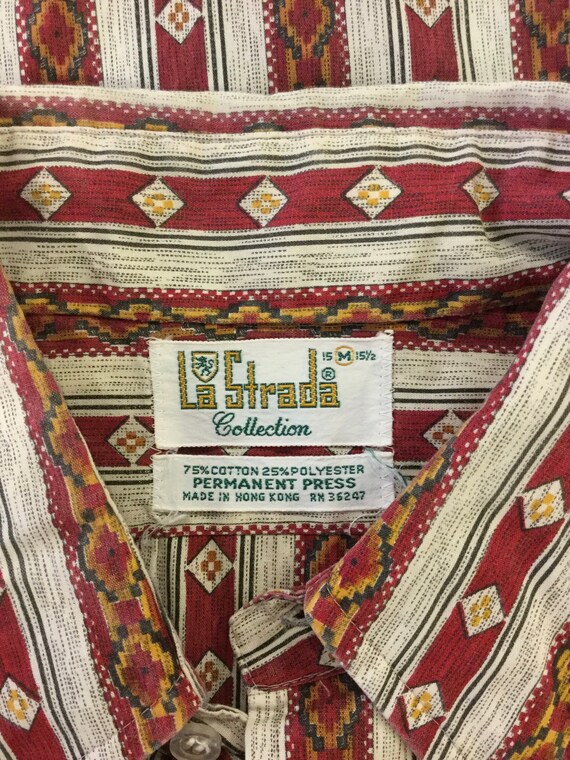 La Strada® 15 M 15½
Collection
75% COTTON 25% POLYESTER
PERMANENT PRESS
MADE IN HONG KONG RN 36247